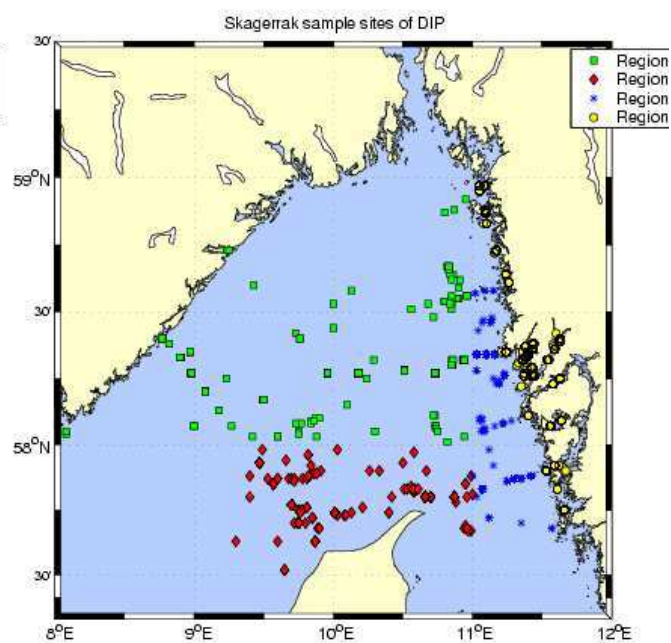 Skagerrak sample sites of DIP
30'
Region
Region
Region
Region
59°N
30'
58°N
30'
8°E
9°E
10°E
11°E
12°E